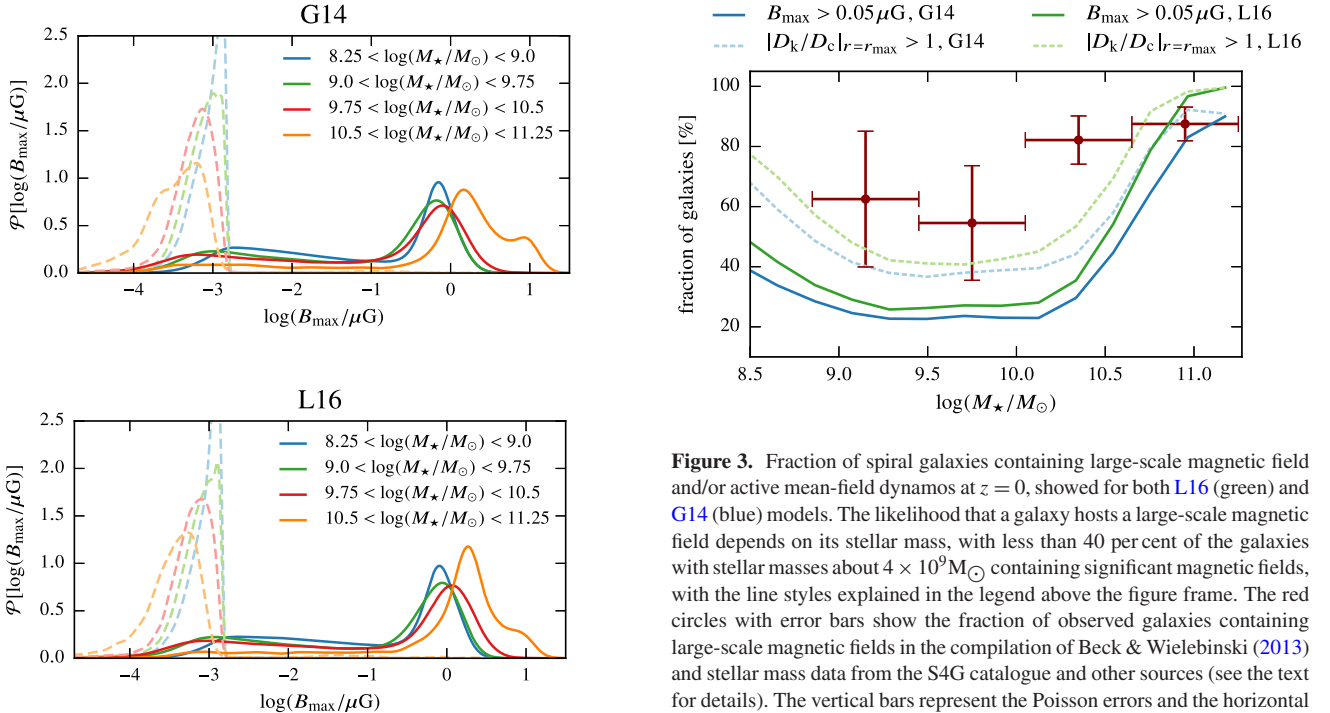 G14
2.5
2.0
1.5
1.0
0.5
0.0
𝒫[log(B_max/μG)]
8.25 < log(M⋆/M⊙) < 9.0
9.0 < log(M⋆/M⊙) < 9.75
9.75 < log(M⋆/M⊙) < 10.5
10.5 < log(M⋆/M⊙) < 11.25
−4 −3 −2 −1 0 1
log(B_max/μG)
L16
2.5
2.0
1.5
1.0
0.5
0.0
𝒫[log(B_max/μG)]
8.25 < log(M⋆/M⊙) < 9.0
9.0 < log(M⋆/M⊙) < 9.75
9.75 < log(M⋆/M⊙) < 10.5
10.5 < log(M⋆/M⊙) < 11.25
−4 −3 −2 −1 0 1
log(B_max/μG)
B_max > 0.05 μG, G14
|D_k/D_c|_{r=r_max} > 1, G14
B_max > 0.05 μG, L16
|D_k/D_c|_{r=r_max} > 1, L16
100
80
60
40
20
fraction of galaxies [%]
8.5 9.0 9.5 10.0 10.5 11.0
log(M⋆/M⊙)
Figure 3. Fraction of spiral galaxies containing large-scale magnetic field
and/or active mean-field dynamos at z = 0, showed for both L16 (green) and
G14 (blue) models. The likelihood that a galaxy hosts a large-scale magnetic
field depends on its stellar mass, with less than 40 per cent of the galaxies
with stellar masses about 4 × 10⁹M⊙ containing significant magnetic fields,
with the line styles explained in the legend above the figure frame. The red
circles with error bars show the fraction of observed galaxies containing
large-scale magnetic fields in the compilation of Beck & Wielebinski (2013)
and stellar mass data from the S4G catalogue and other sources (see the text
for details). The vertical bars represent the Poisson errors and the horizontal